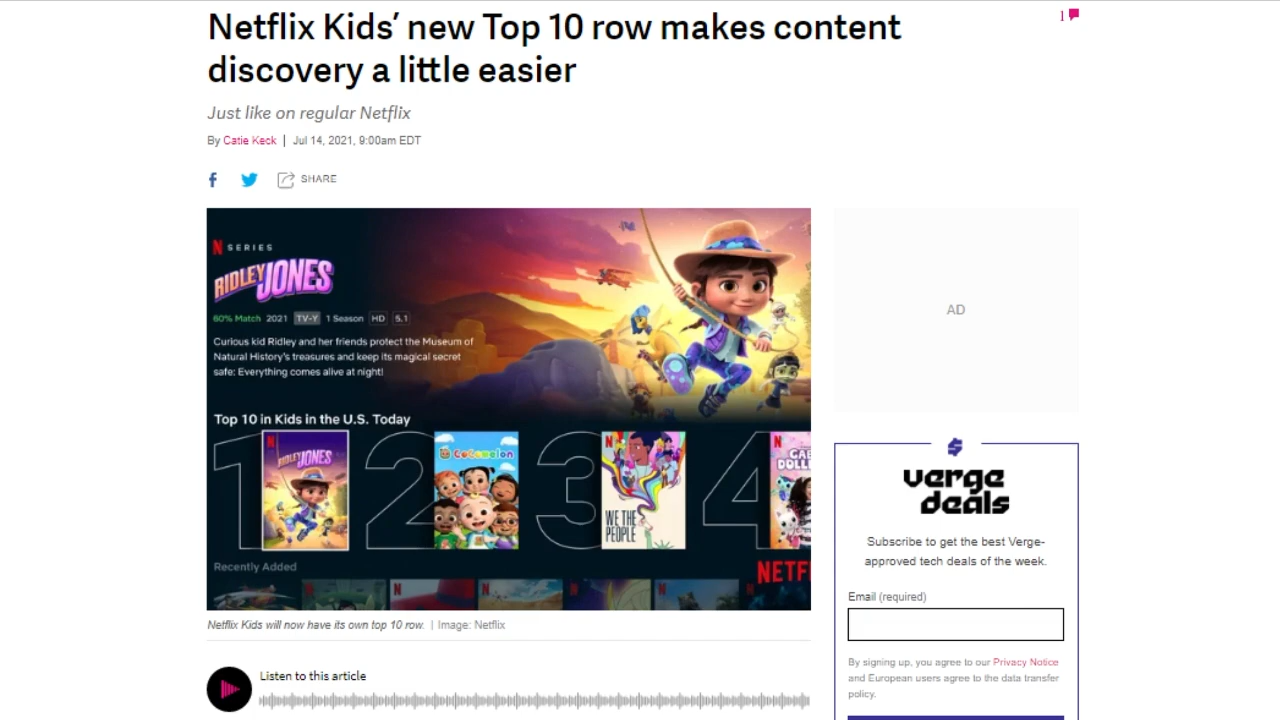 Netflix Kids’ new Top 10 row makes content
discovery a little easier
1
Just like on regular Netflix
By Catie Keck | Jul 14, 2021, 9:00am EDT
SHARE
N SERIES
RIDLEY JONES
60% Match 2021 TV-Y 1 Season HD 5.1
Curious kid Ridley and her friends protect the Museum of
Natural History's treasures and keep its magical secret
safe: Everything comes alive at night!
Top 10 in Kids in the U.S. Today
1
N
RIDLEY JONES
2
CoComelon
3
N
WE THE
PEOPLE
4
N
Recently Added
NETF
Netflix Kids will now have its own top 10 row. | Image: Netflix
Listen to this article
AD
verge
deals
Subscribe to get the best Verge-
approved tech deals of the week.
Email (required)
By signing up, you agree to our Privacy Notice
and European users agree to the data transfer
policy.